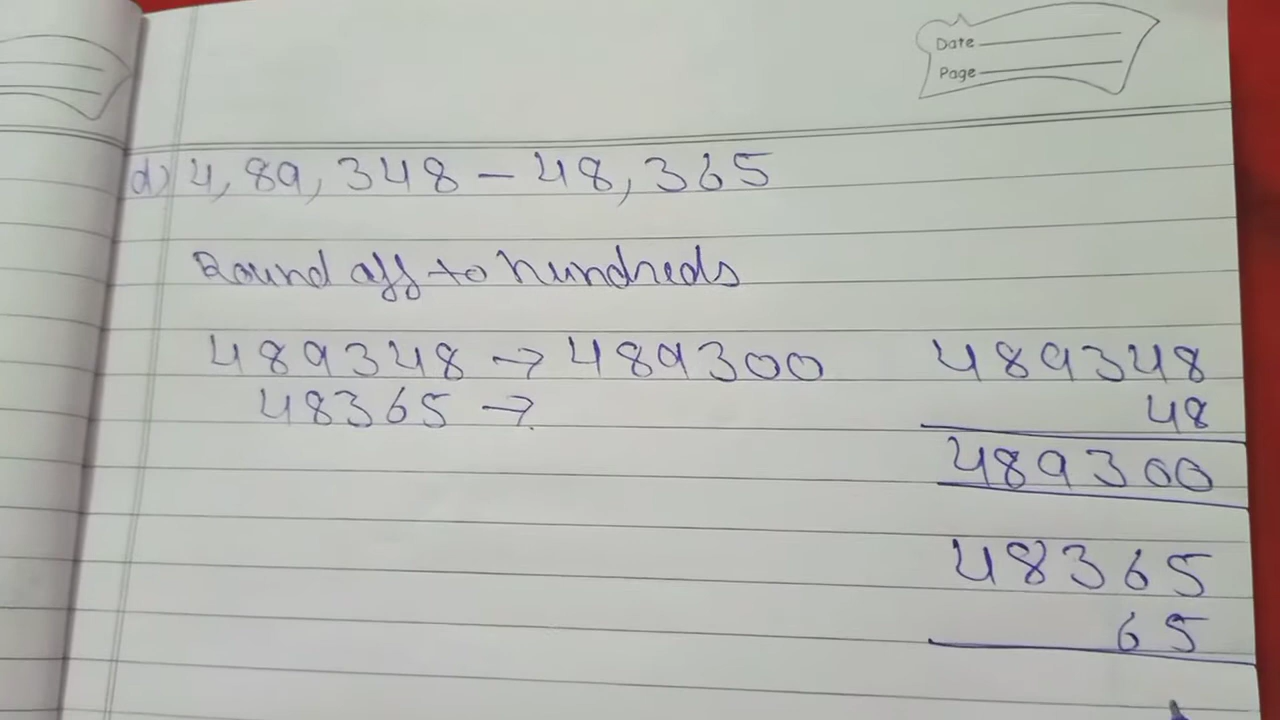 Date
Page
d) 4,89,348 - 48,365
Round off to hundreds
489348 → 489300
48365 →
489348
48
489300
48365
65